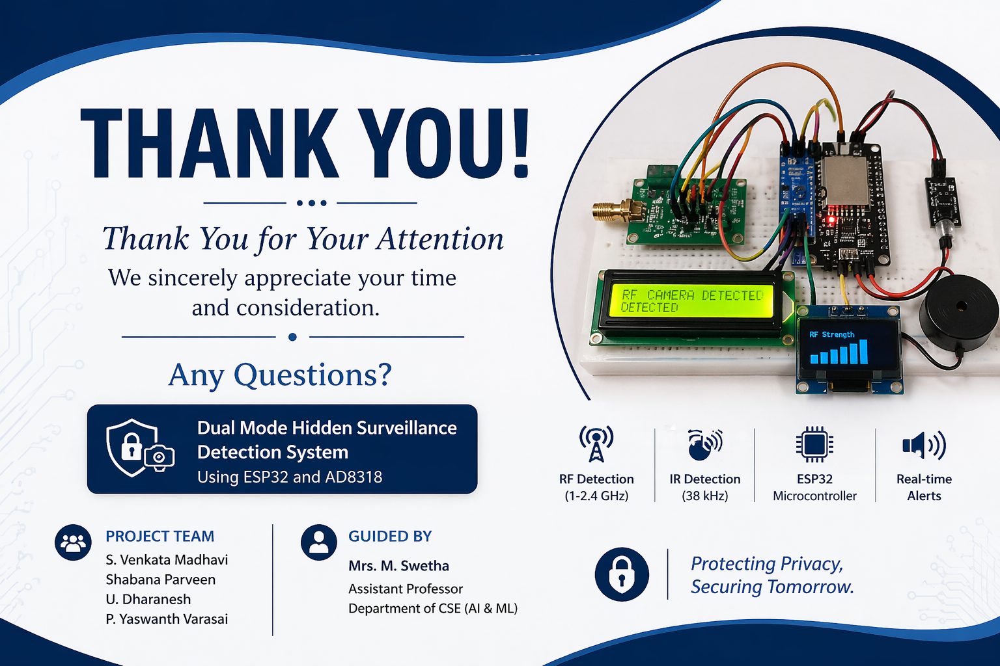 THANK YOU!
Thank You for Your Attention
We sincerely appreciate your time
and consideration.
Any Questions?
Dual Mode Hidden Surveillance
Detection System
Using ESP32 and AD8318
PROJECT TEAM
S. Venkata Madhavi
Shabana Parveen
U. Dharanesh
P. Yaswanth Varasai
GUIDED BY
Mrs. M. Swetha
Assistant Professor
Department of CSE (AI & ML)
RF CAMERA DETECTED
DETECTED
RF Strength
RF Detection
(1-2.4 GHz)
IR Detection
(38 kHz)
ESP32
Microcontroller
Real-time
Alerts
Protecting Privacy,
Securing Tomorrow.